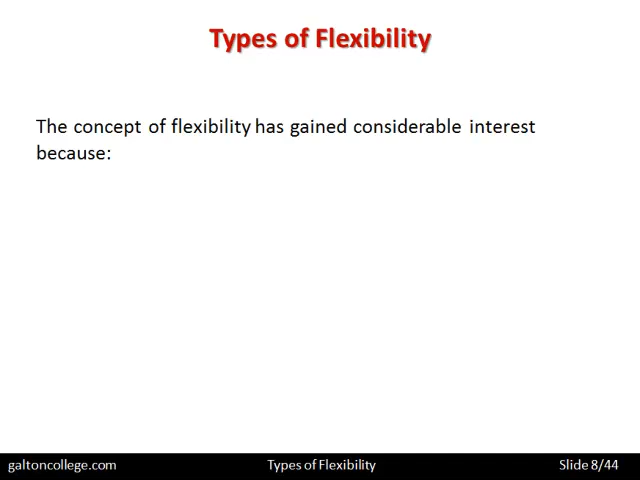 Types of Flexibility
The concept of flexibility has gained considerable interest
because:
galtoncollege.com Types of Flexibility Slide 8/44